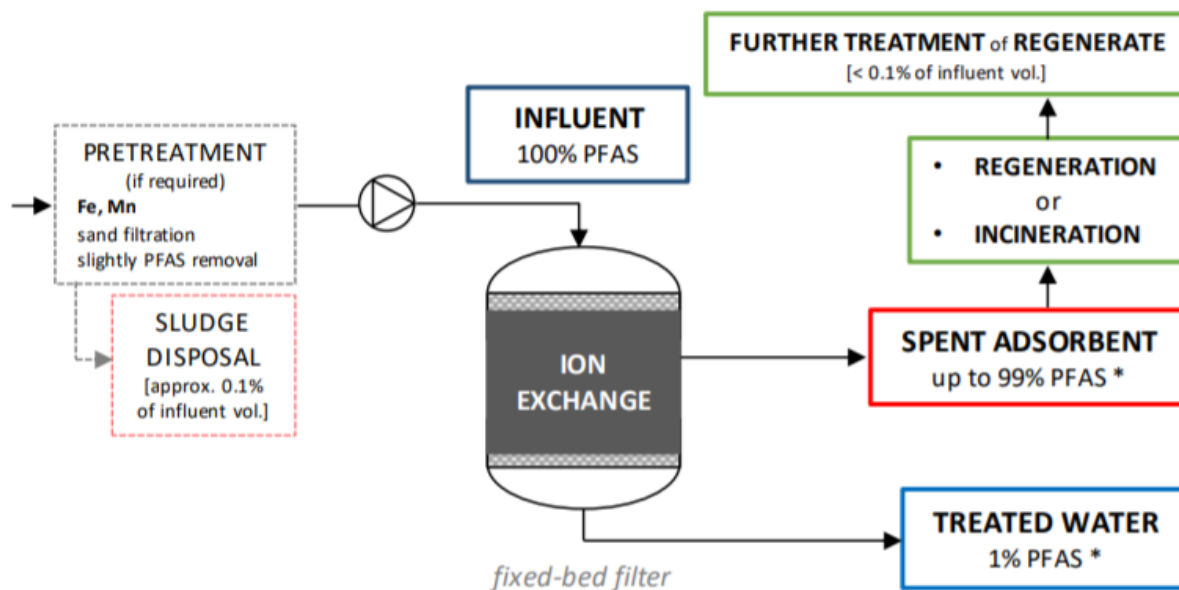 PRETREATMENT
(if required)
Fe, Mn
sand filtration
slightly PFAS removal
SLUDGE
DISPOSAL
[approx. 0.1%
of influent vol.]
INFLUENT
100% PFAS
ION
EXCHANGE
fixed-bed filter
FURTHER TREATMENT of REGENERATE
[< 0.1% of influent vol.]
• REGENERATION
or
• INCINERATION
SPENT ADSORBENT
up to 99% PFAS *
TREATED WATER
1% PFAS *